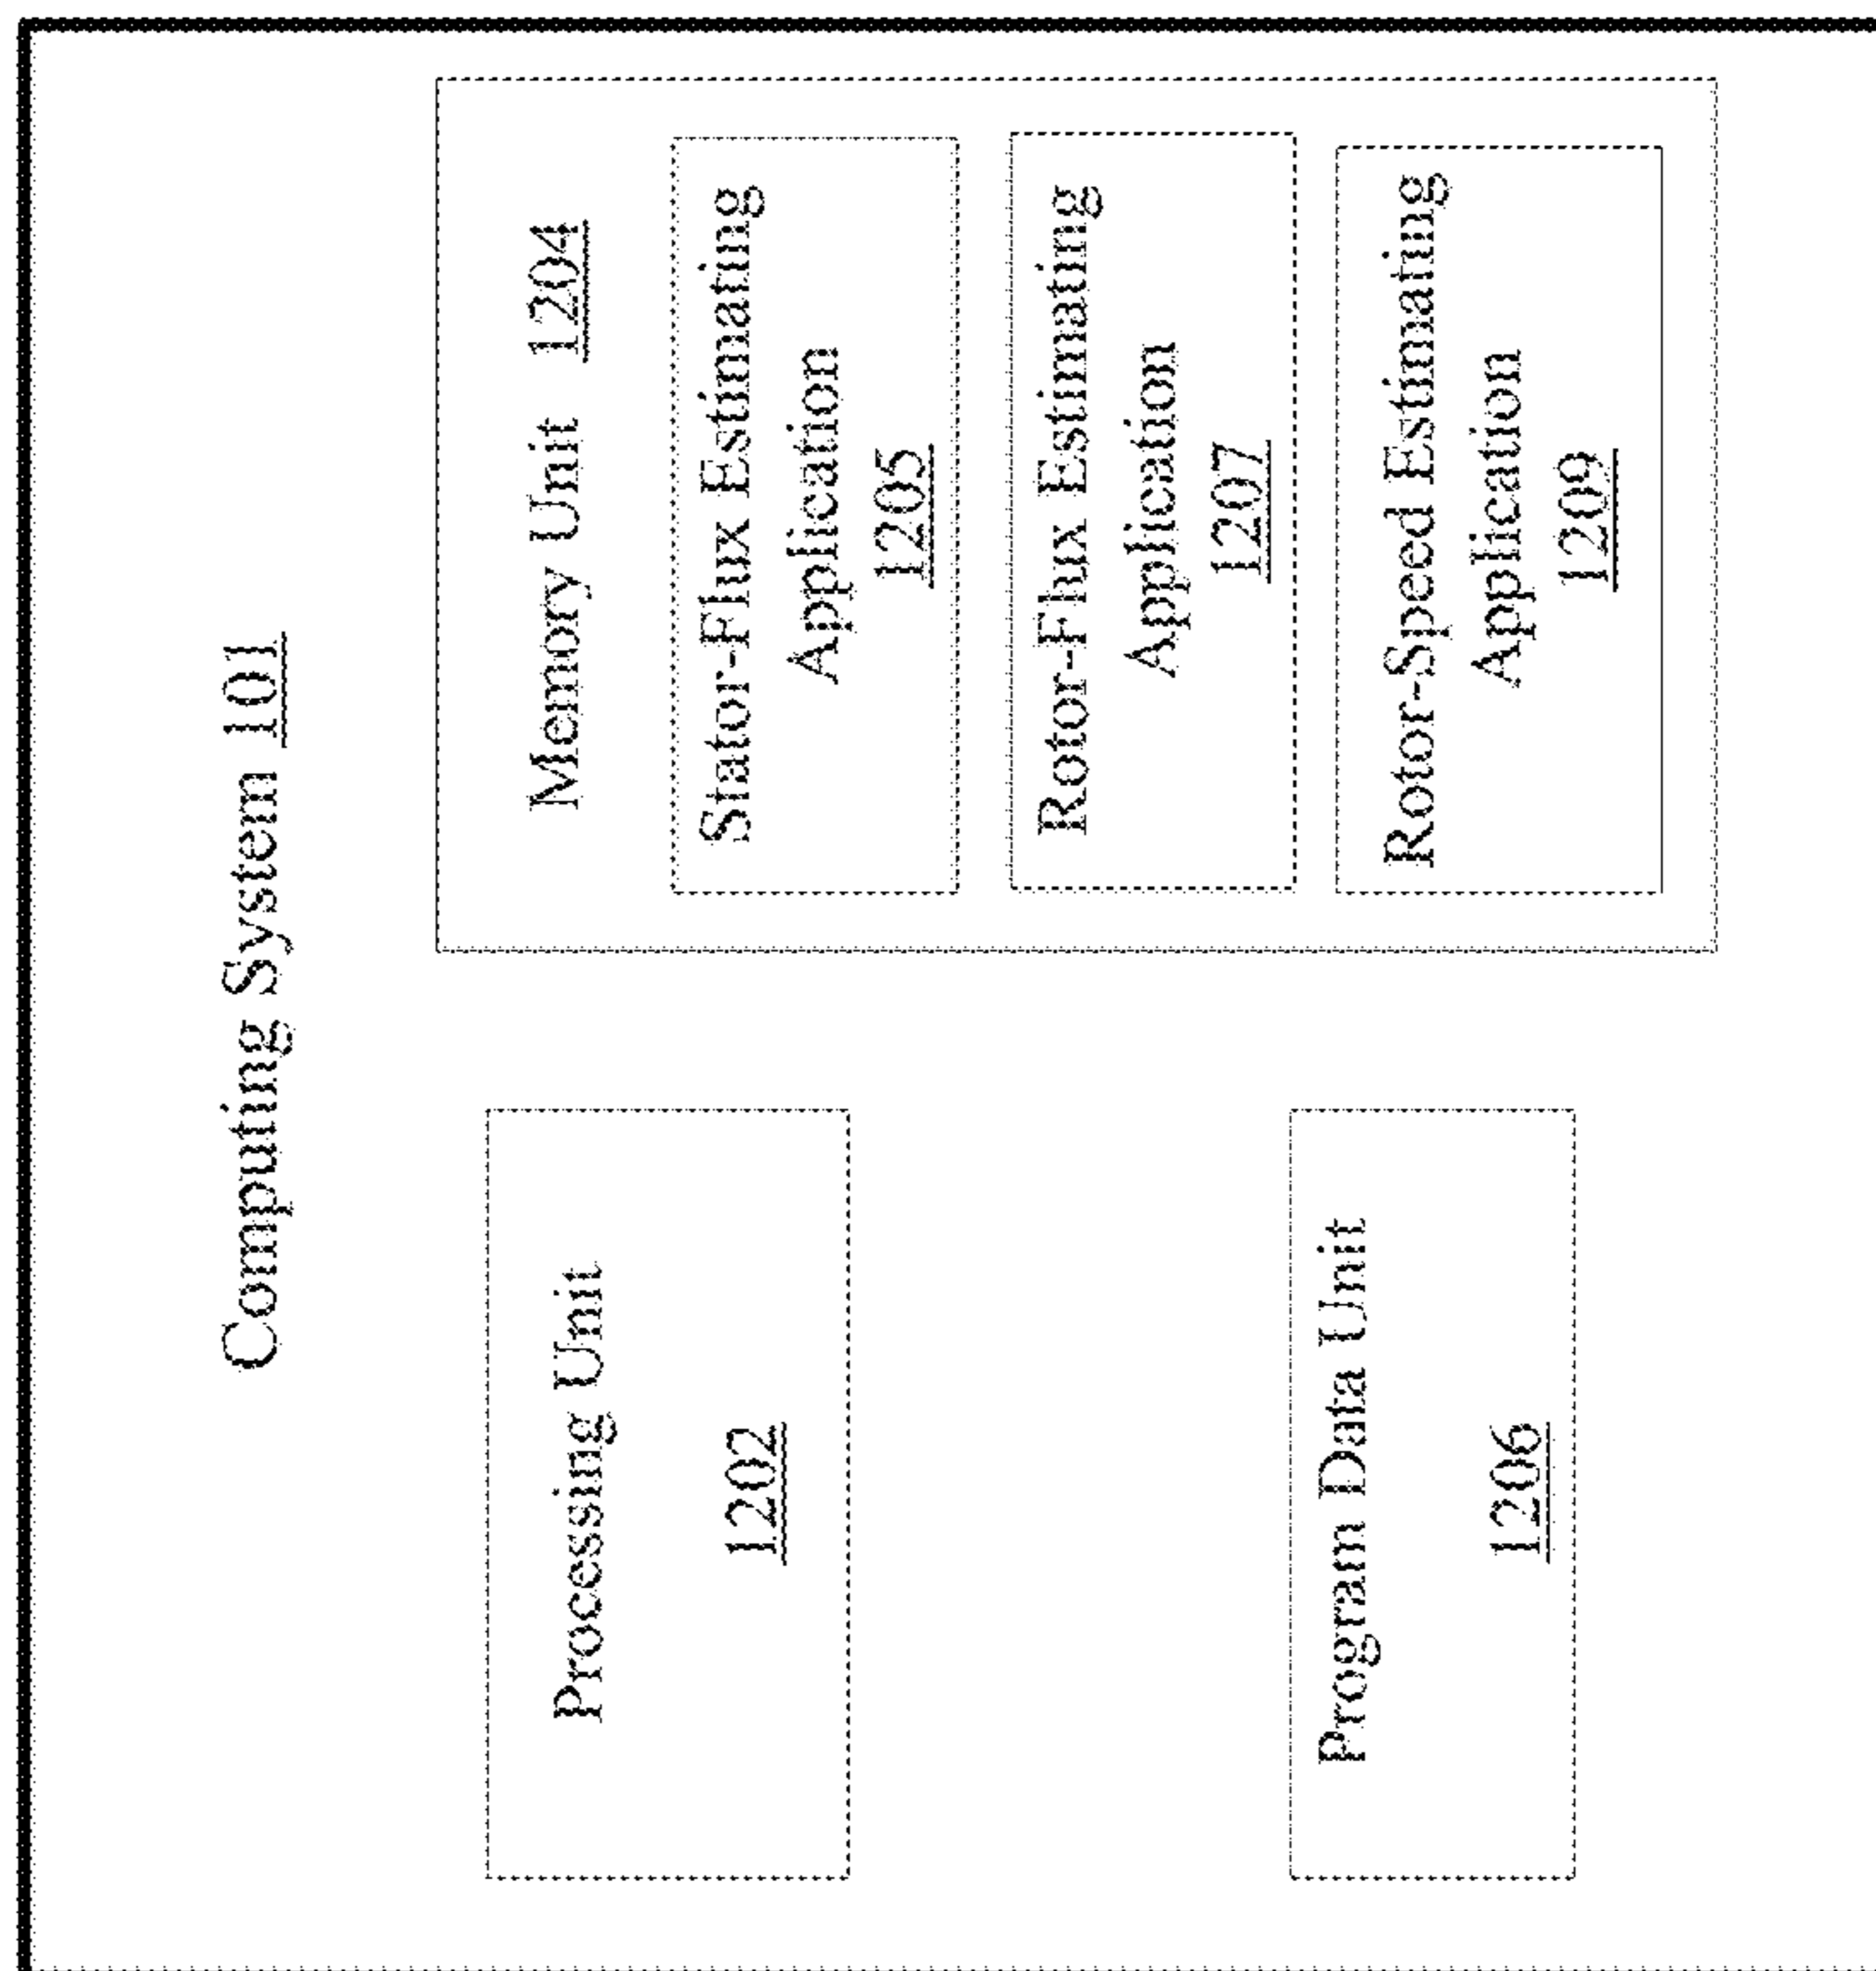 Computing System 101
Processing Unit
1202
Program Data Unit
1206
Memory Unit 1204
Stator-Flux Estimating
Application
1205
Rotor-Flux Estimating
Application
1207
Rotor-Speed Estimating
Application
1209